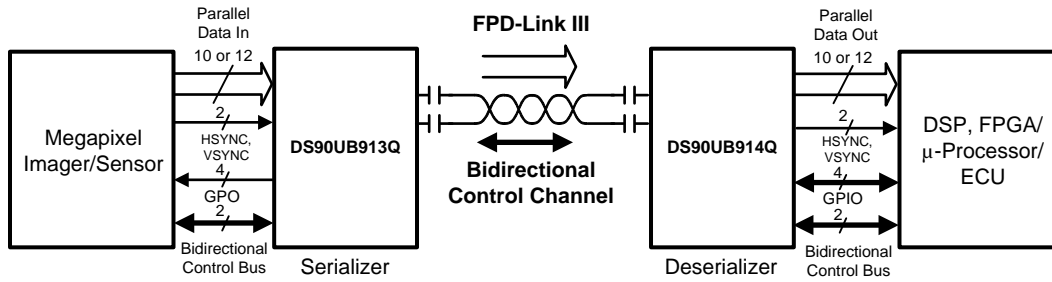 Parallel
Data In
10 or 12
2
HSYNC,
VSYNC
4
GPO
2
Bidirectional
Control Bus
Megapixel
Imager/Sensor
DS90UB913Q
Serializer
FPD-Link III
Bidirectional
Control Channel
DS90UB914Q
Deserializer
Parallel
Data Out
10 or 12
2
HSYNC,
VSYNC
4
GPIO
2
Bidirectional
Control Bus
DSP, FPGA/
μ-Processor/
ECU